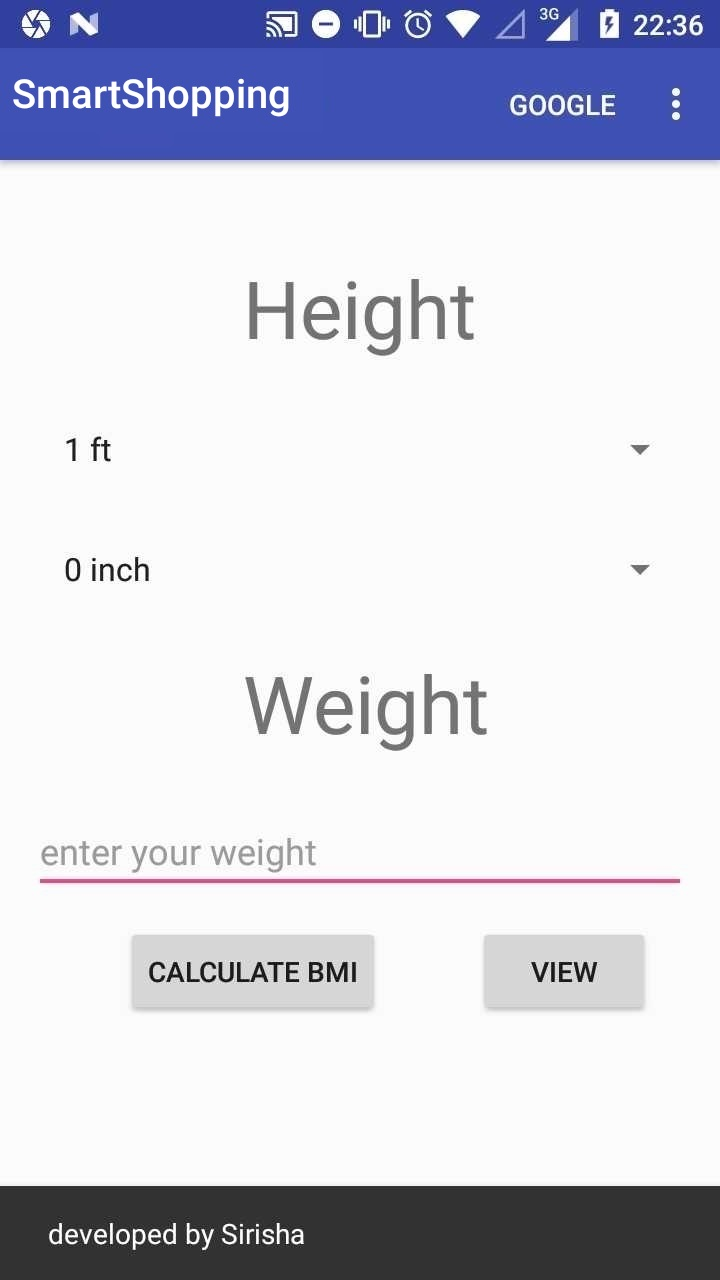 3G 22:36
SmartShopping
GOOGLE
Height
1 ft
0 inch
Weight
enter your weight
CALCULATE BMI
VIEW
developed by Sirisha